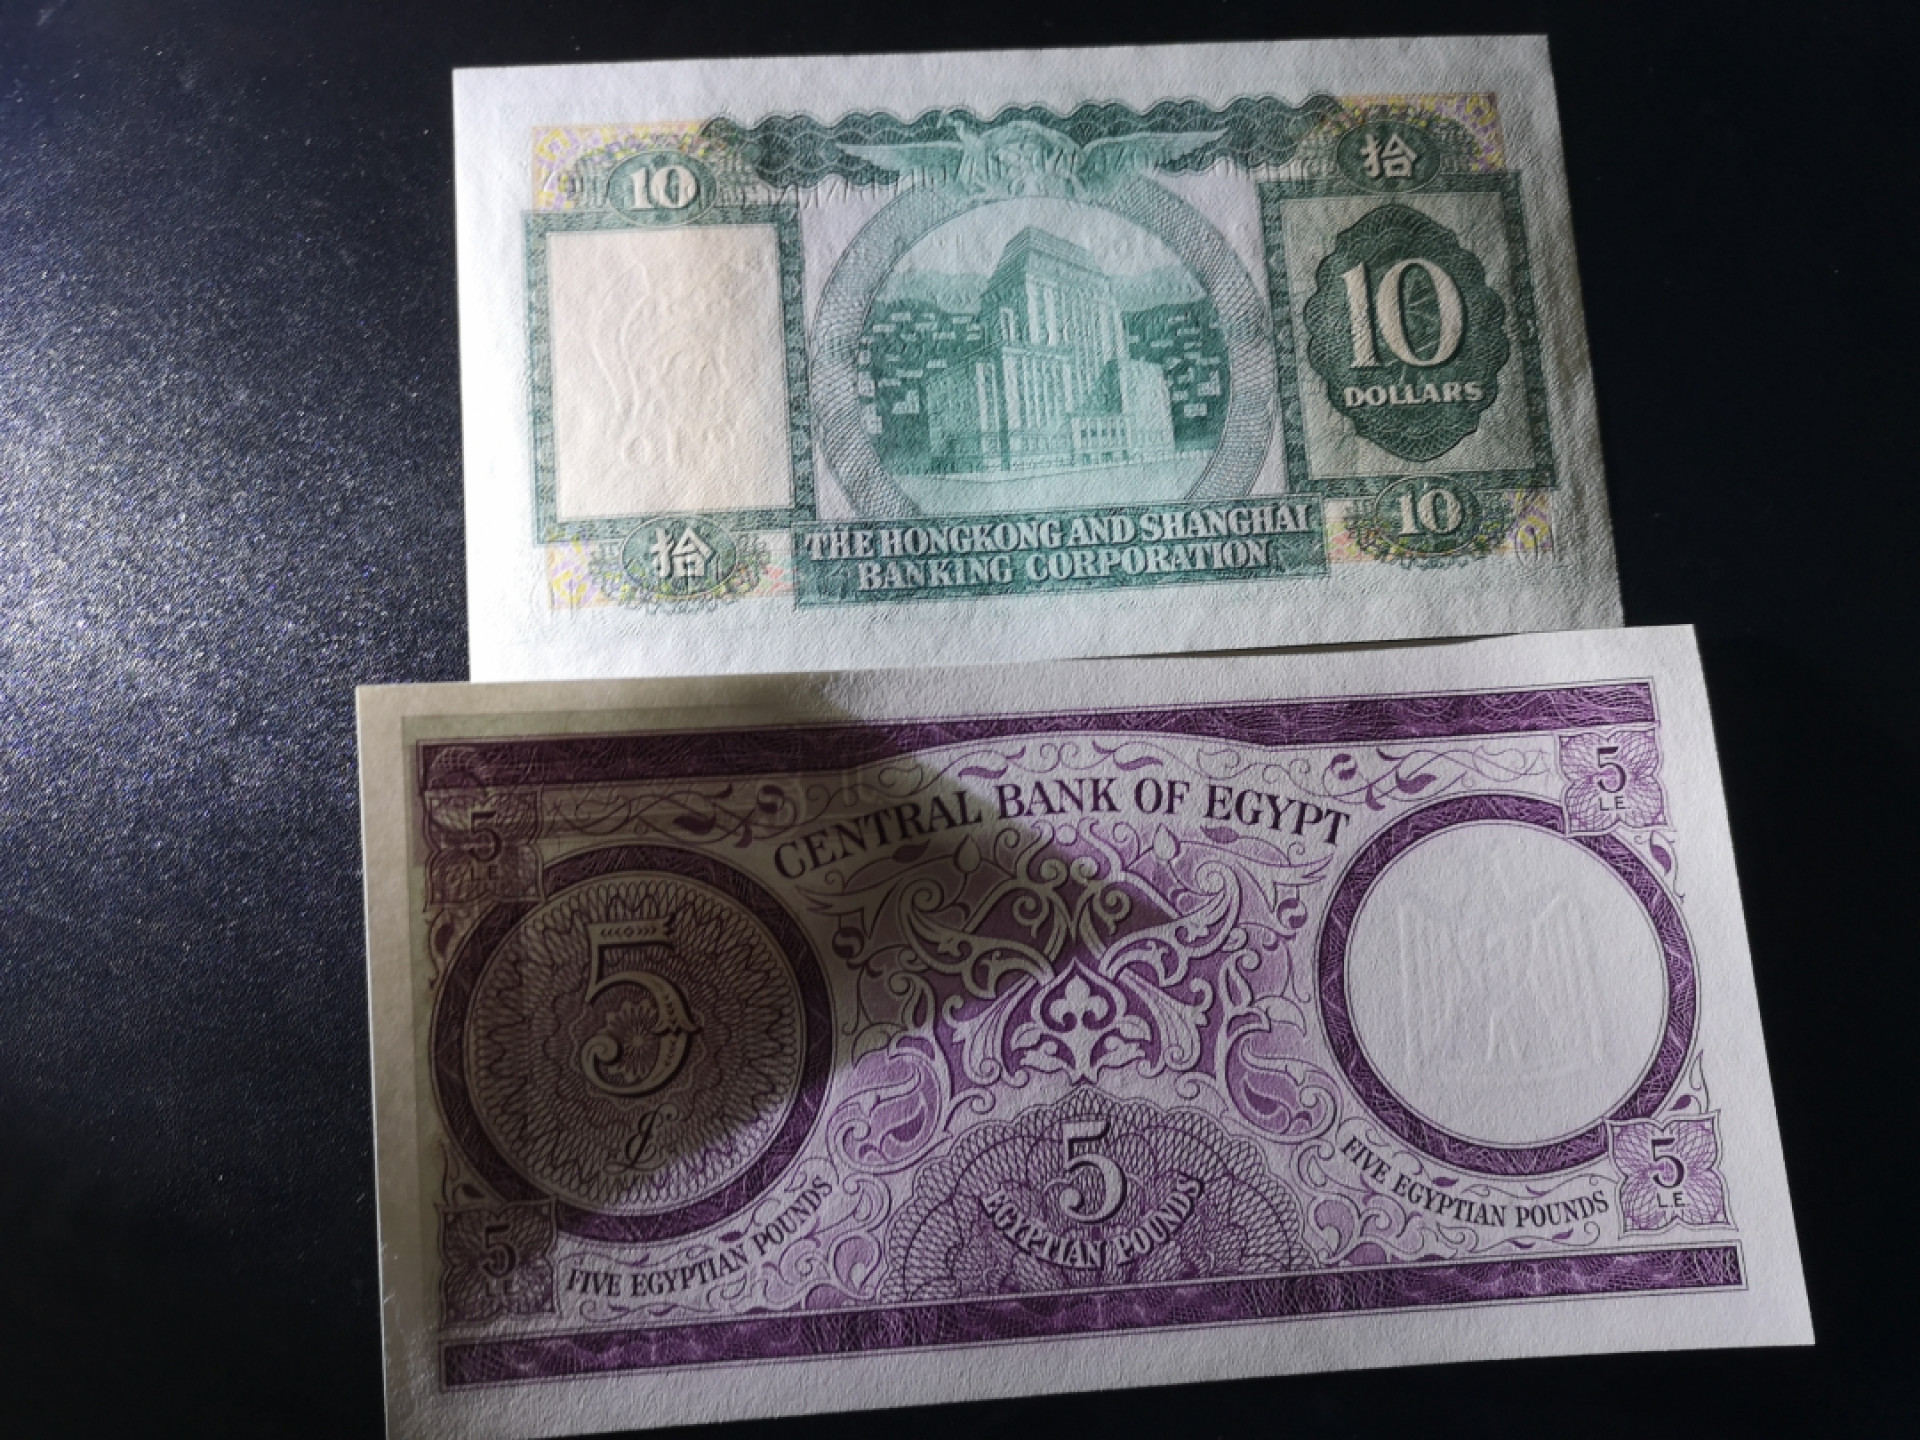 10
拾
10
DOLLARS
拾
10
THE HONGKONG AND SHANGHAI
BANKING CORPORATION
CENTRAL BANK OF EGYPT
5
L.E
5
L.E
5
£
5
EGYPTIAN POUNDS
FIVE EGYPTIAN POUNDS
FIVE EGYPTIAN POUNDS
5
L.E
5
L.E